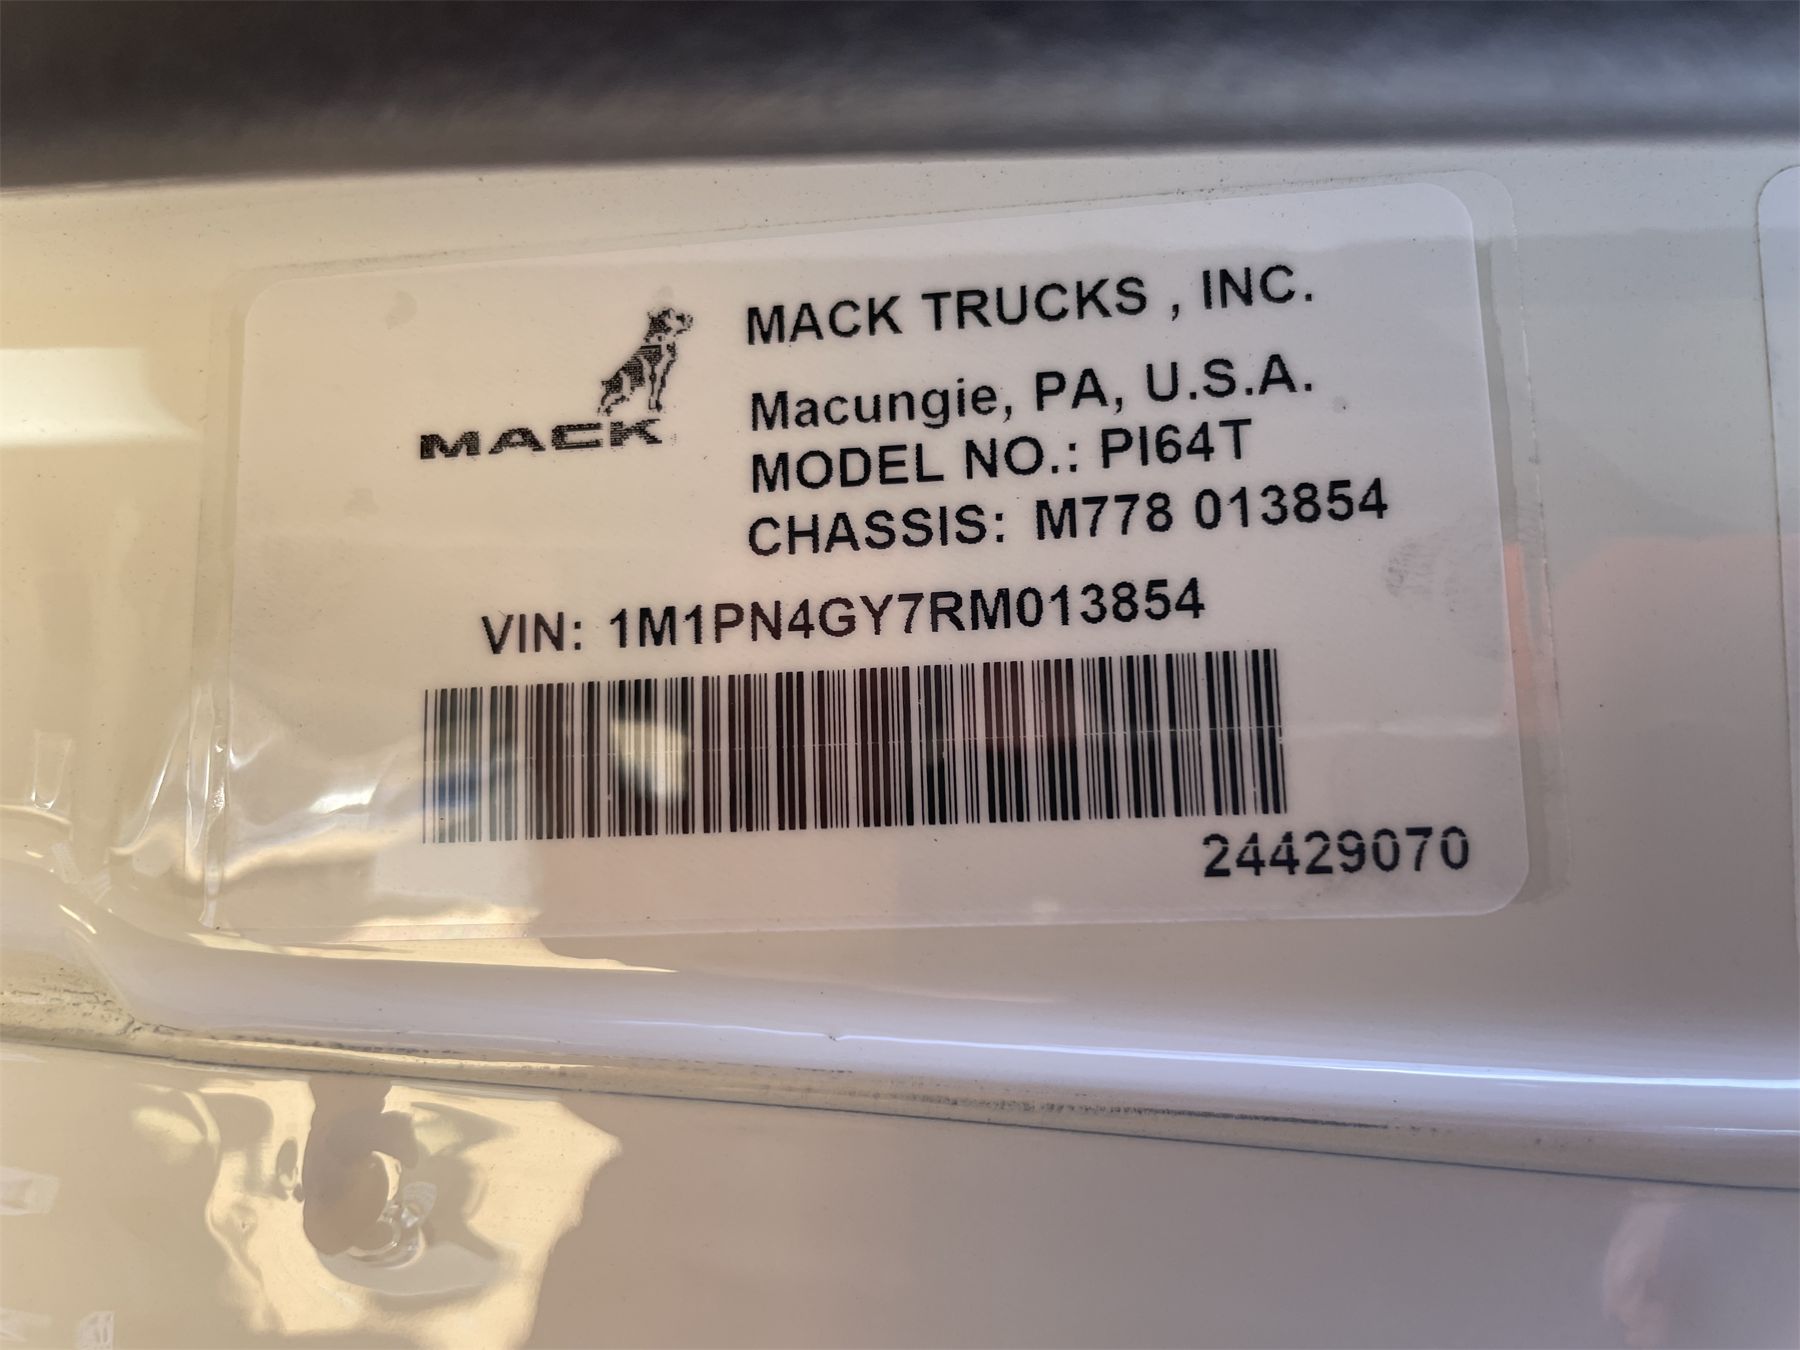 MACK TRUCKS , INC.
MACK
Macungie, PA, U.S.A.
MODEL NO.: PI64T
CHASSIS: M778 013854
VIN: 1M1PN4GY7RM013854
24429070